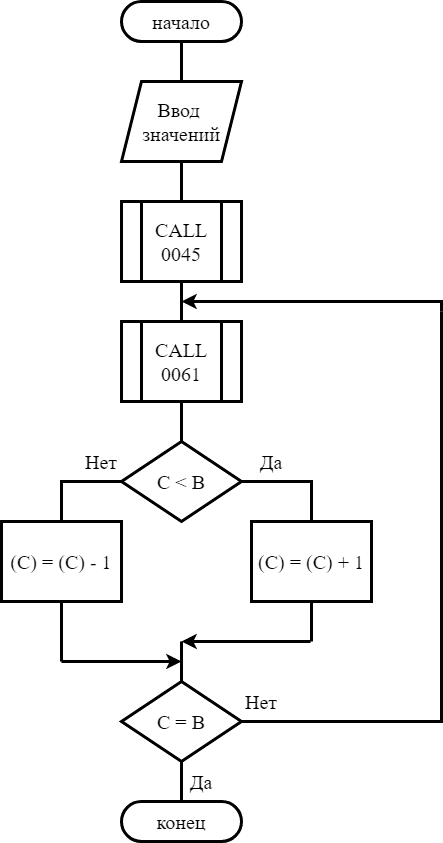 начало
Ввод
значений
CALL
0045
CALL
0061
Нет
Да
C < B
(C) = (C) - 1
(C) = (C) + 1
C = B
Нет
Да
конец